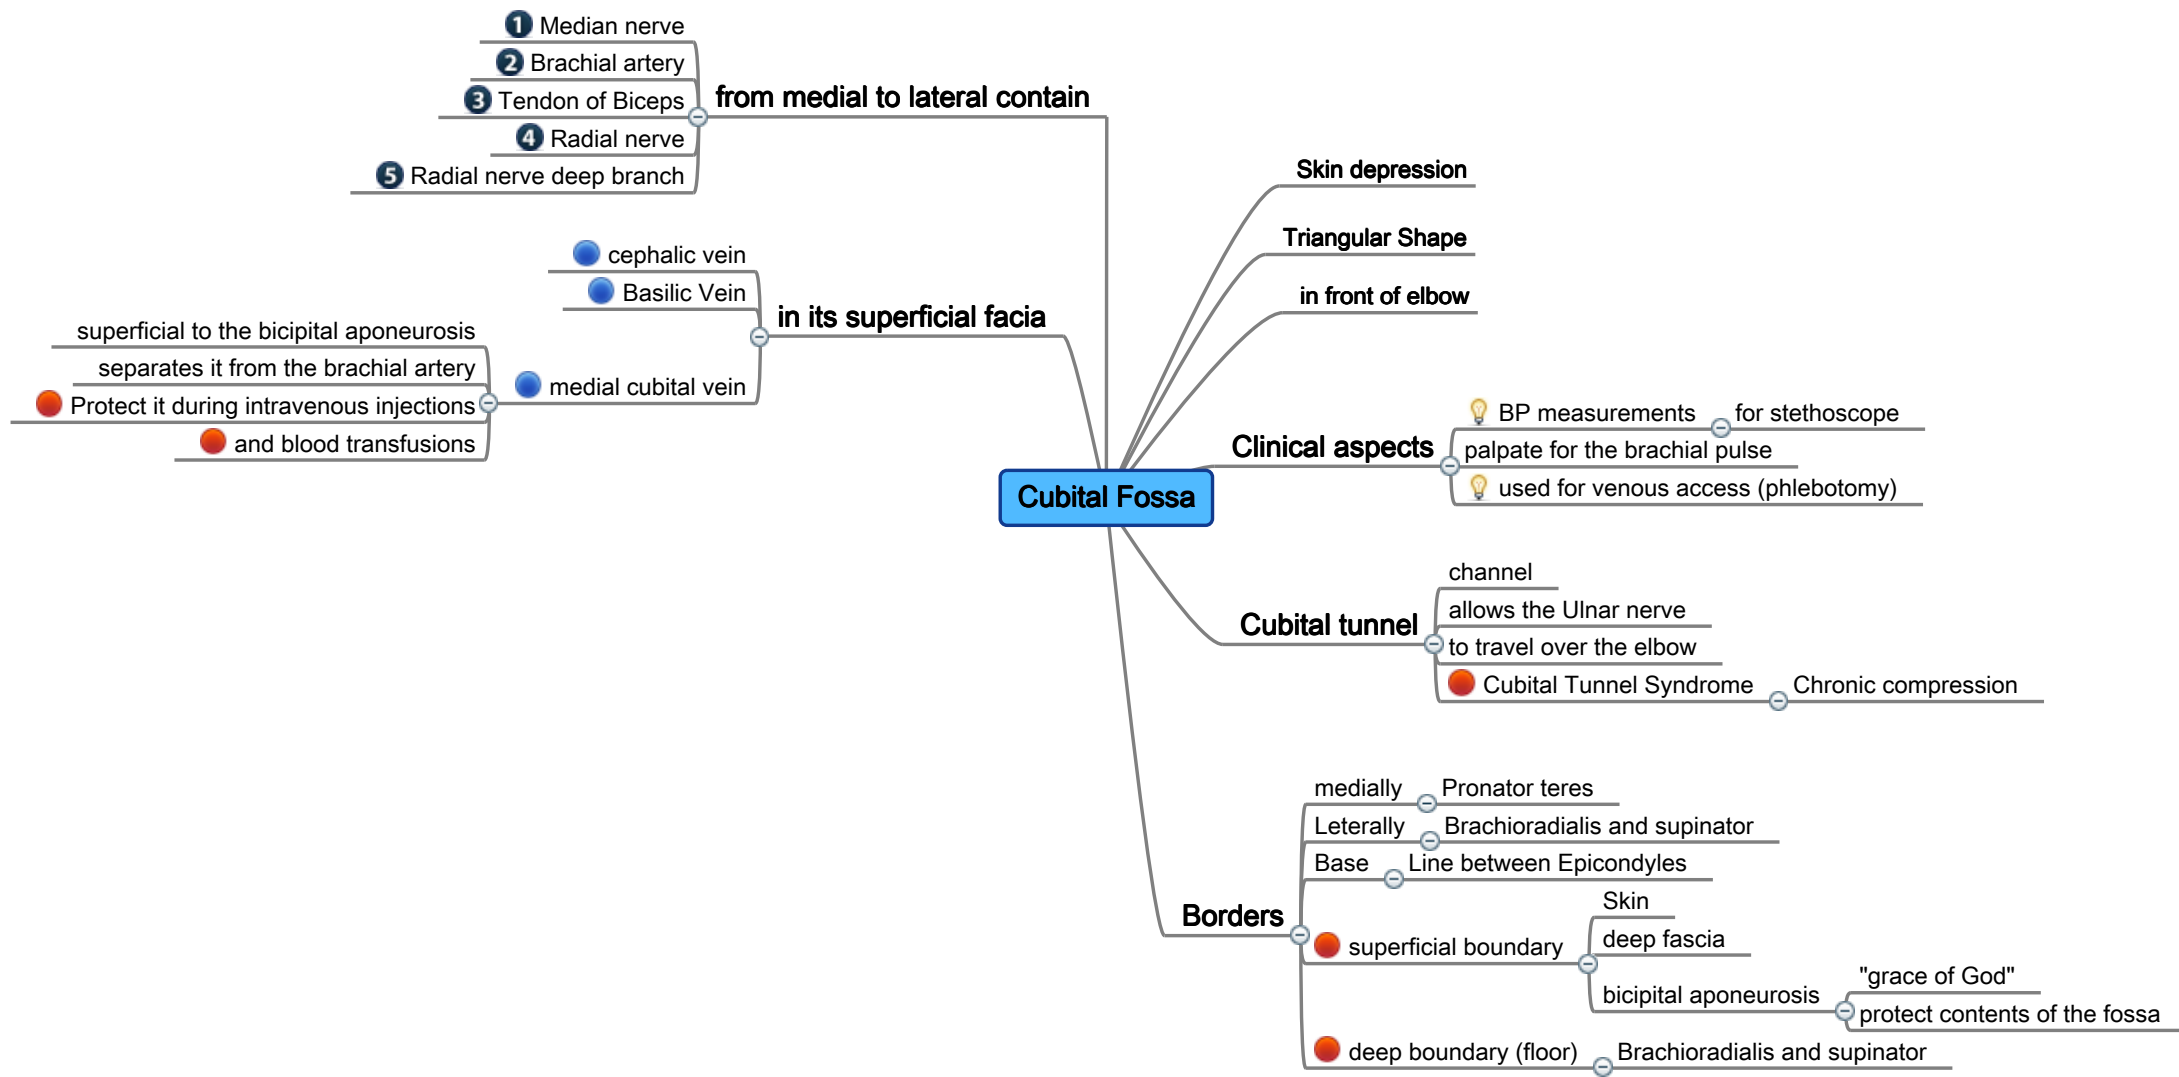 1 Median nerve
2 Brachial artery
3 Tendon of Biceps
4 Radial nerve
5 Radial nerve deep branch
from medial to lateral contain
cephalic vein
Basilic Vein
medial cubital vein
superficial to the bicipital aponeurosis
separates it from the brachial artery
Protect it during intravenous injections
and blood transfusions
in its superficial facia
Cubital Fossa
Skin depression
Triangular Shape
in front of elbow
Clinical aspects
BP measurements
for stethoscope
palpate for the brachial pulse
used for venous access (phlebotomy)
Cubital tunnel
channel
allows the Ulnar nerve
to travel over the elbow
Cubital Tunnel Syndrome
Chronic compression
Borders
medially
Pronator teres
Leterally
Brachioradialis and supinator
Base
Line between Epicondyles
superficial boundary
Skin
deep fascia
bicipital aponeurosis
"grace of God"
protect contents of the fossa
deep boundary (floor)
Brachioradialis and supinator